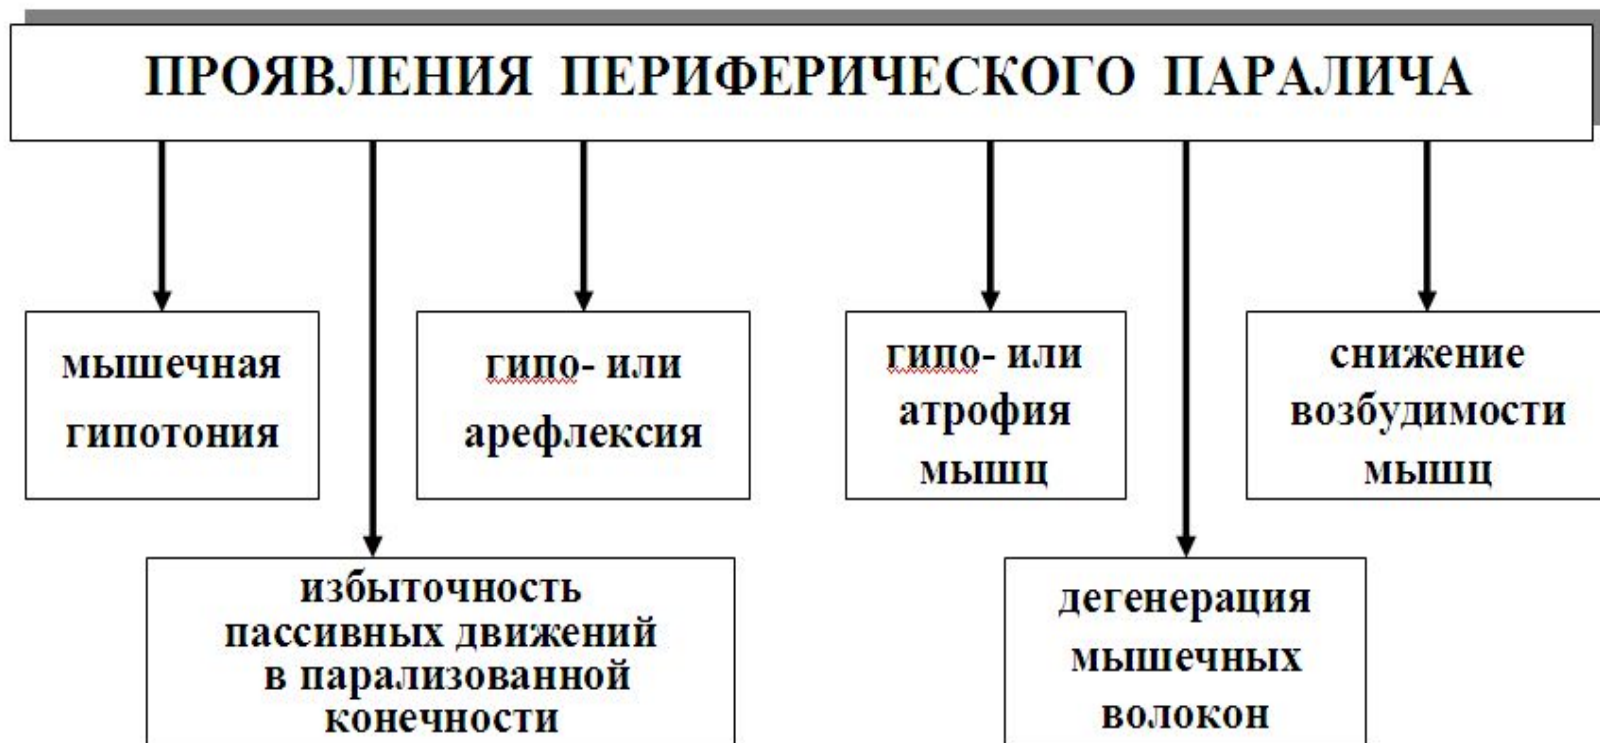 ПРОЯВЛЕНИЯ ПЕРИФЕРИЧЕСКОГО ПАРАЛИЧА
мышечная
гипотония
гипо- или
арефлексия
гипо- или
атрофия
мышц
снижение
возбудимости
мышц
избыточность
пассивных движений
в парализованной
конечности
дегенерация
мышечных
волокон